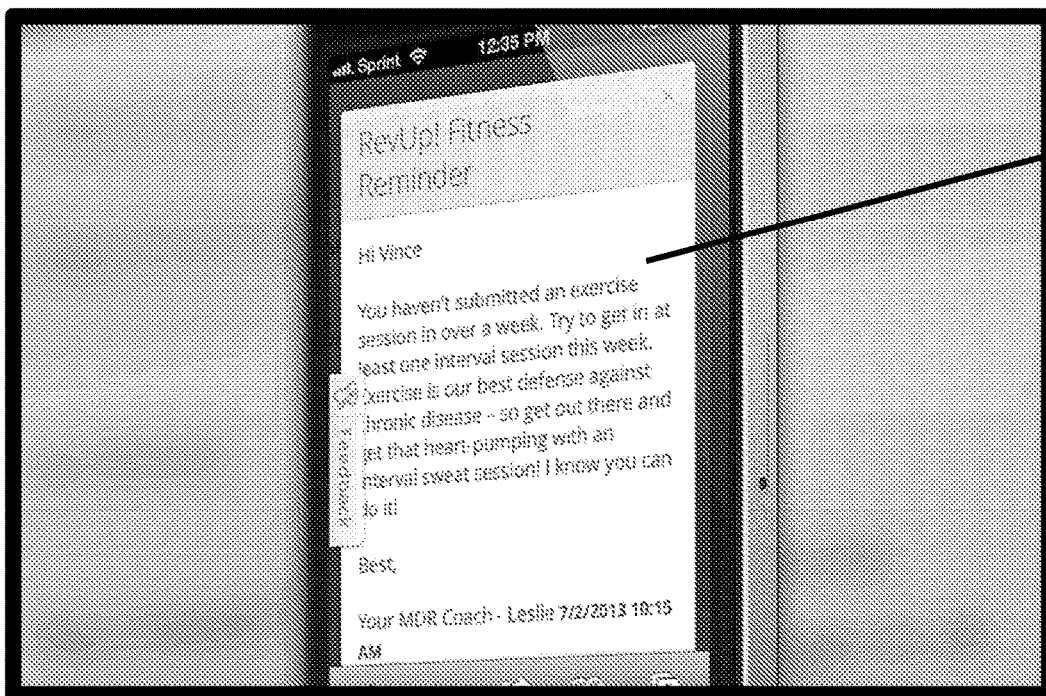 Sprint 12:35 PM
RevUp! Fitness
Reminder
Hi Vince
You haven't submitted an exercise
session in over a week. Try to get in at
least one interval session this week.
Exercise is our best defense against
chronic disease - so get out there and
get that heart-pumping with an
interval sweat session! I know you can
do it!
Best,
Your MDR Coach - Leslie 7/2/2013 10:15
AM
Feedback